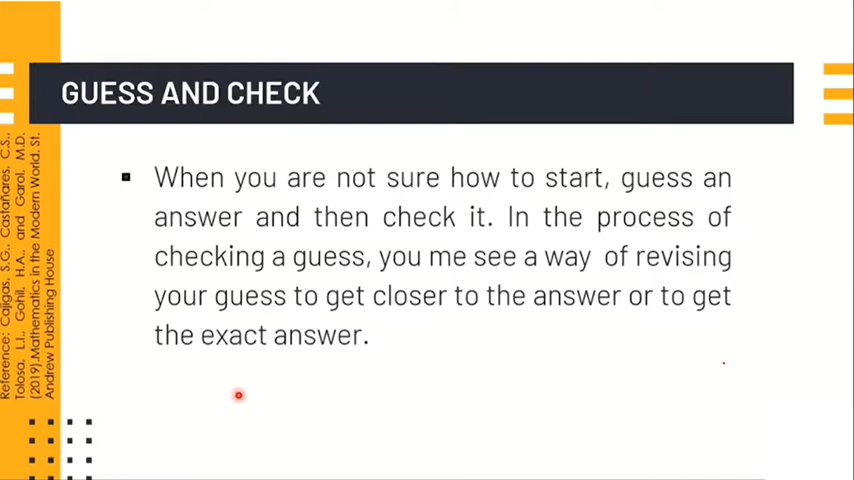 GUESS AND CHECK
When you are not sure how to start, guess an
answer and then check it. In the process of
checking a guess, you me see a way of revising
your guess to get closer to the answer or to get
the exact answer.
Reference: Cajigas, S.G., Castañares, C.S.,
Tolosa, L.I., Gohil, H.A., and Garol, M.D.
(2019).Mathematics in the Modern World. St.
Andrew Publishing House